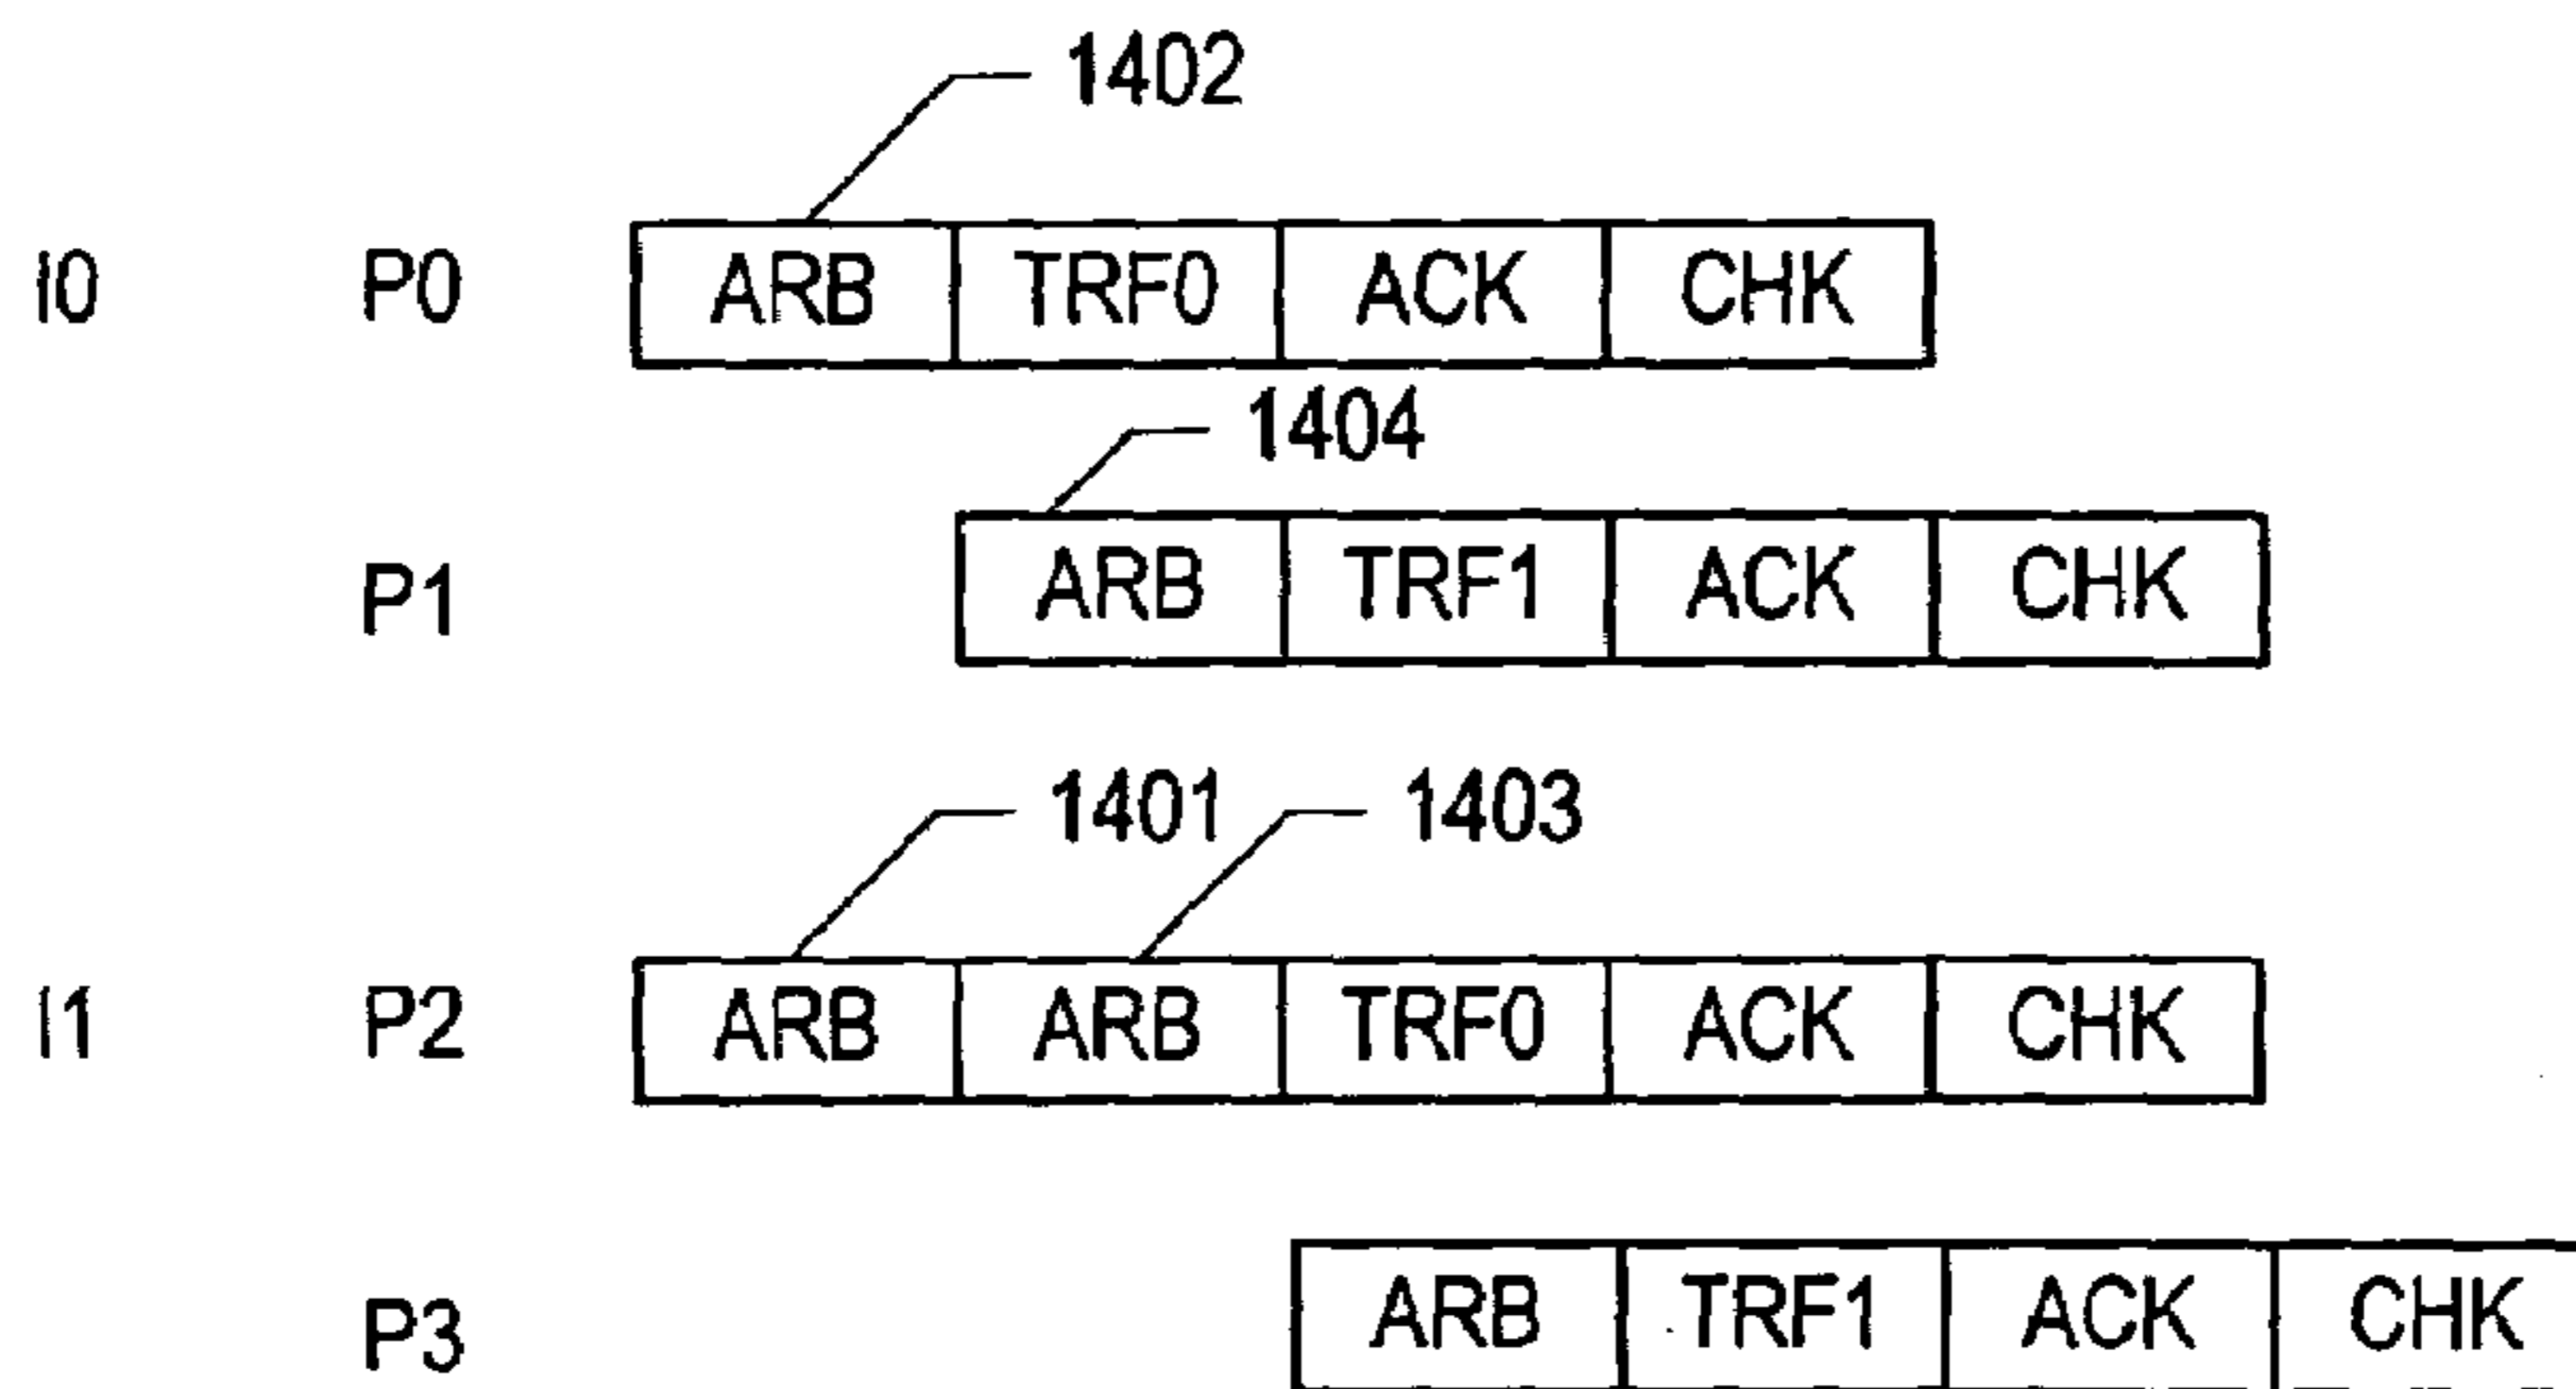 1402
I0 P0 ARB TRF0 ACK CHK
1404
P1 ARB TRF1 ACK CHK
1401 1403
I1 P2 ARB ARB TRF0 ACK CHK
P3 ARB TRF1 ACK CHK